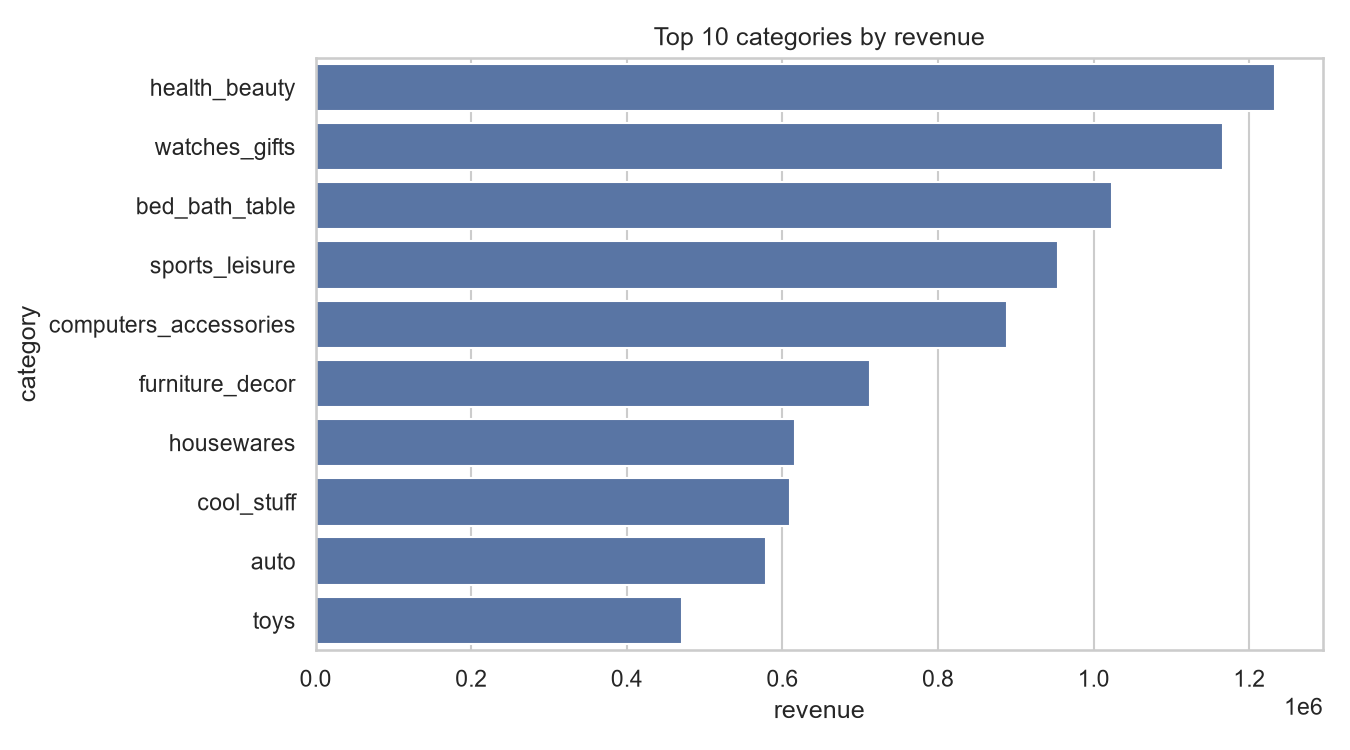 Top 10 categories by revenue
health_beauty
watches_gifts
bed_bath_table
sports_leisure
computers_accessories
furniture_decor
housewares
cool_stuff
auto
toys
category
0.0 0.2 0.4 0.6 0.8 1.0 1.2
revenue
1e6